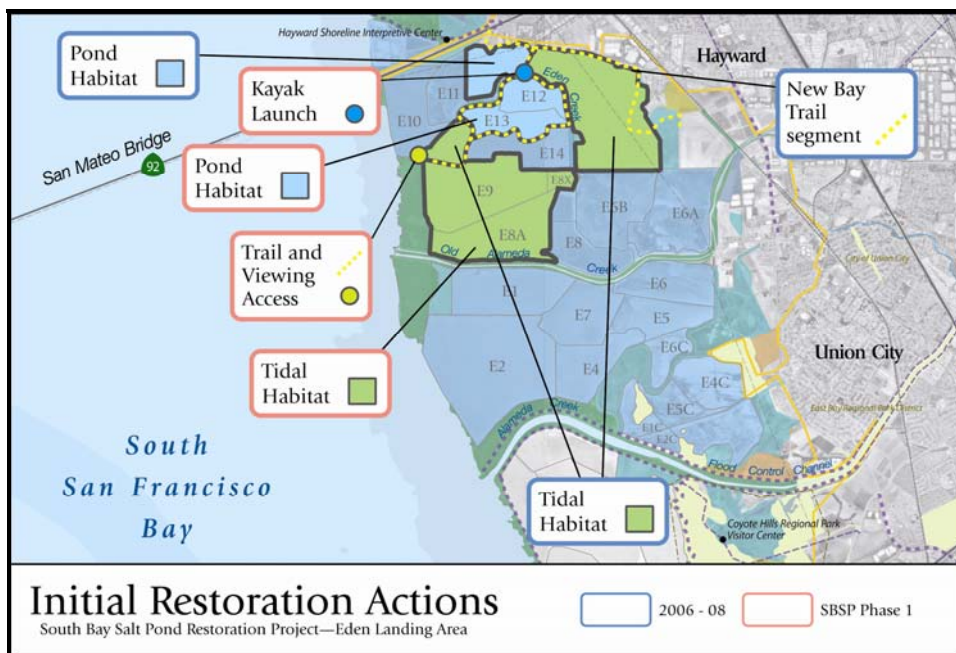 Hayward Shoreline Interpretive Center
Hayward
Pond
Habitat
Kayak
Launch
New Bay
Trail
segment
Eden
Creek
E12
E11
E10
E13
E14
San Mateo Bridge
92
Pond
Habitat
E8X
E9
E6B
E6A
E8A
E8
Trail and
Viewing
Access
Old Alameda
Creek
City of Union City
E1
E6
E7
E5
E6C
Union City
E2
E4
E4C
Tidal
Habitat
E5C
East Bay Regional Park District
E1C
E2C
Alameda Creek
Flood Control Channel
South
San Francisco
Bay
Tidal
Habitat
Coyote Hills Regional Park
Visitor Center
Initial Restoration Actions
South Bay Salt Pond Restoration Project—Eden Landing Area
2006 - 08
SBSP Phase 1